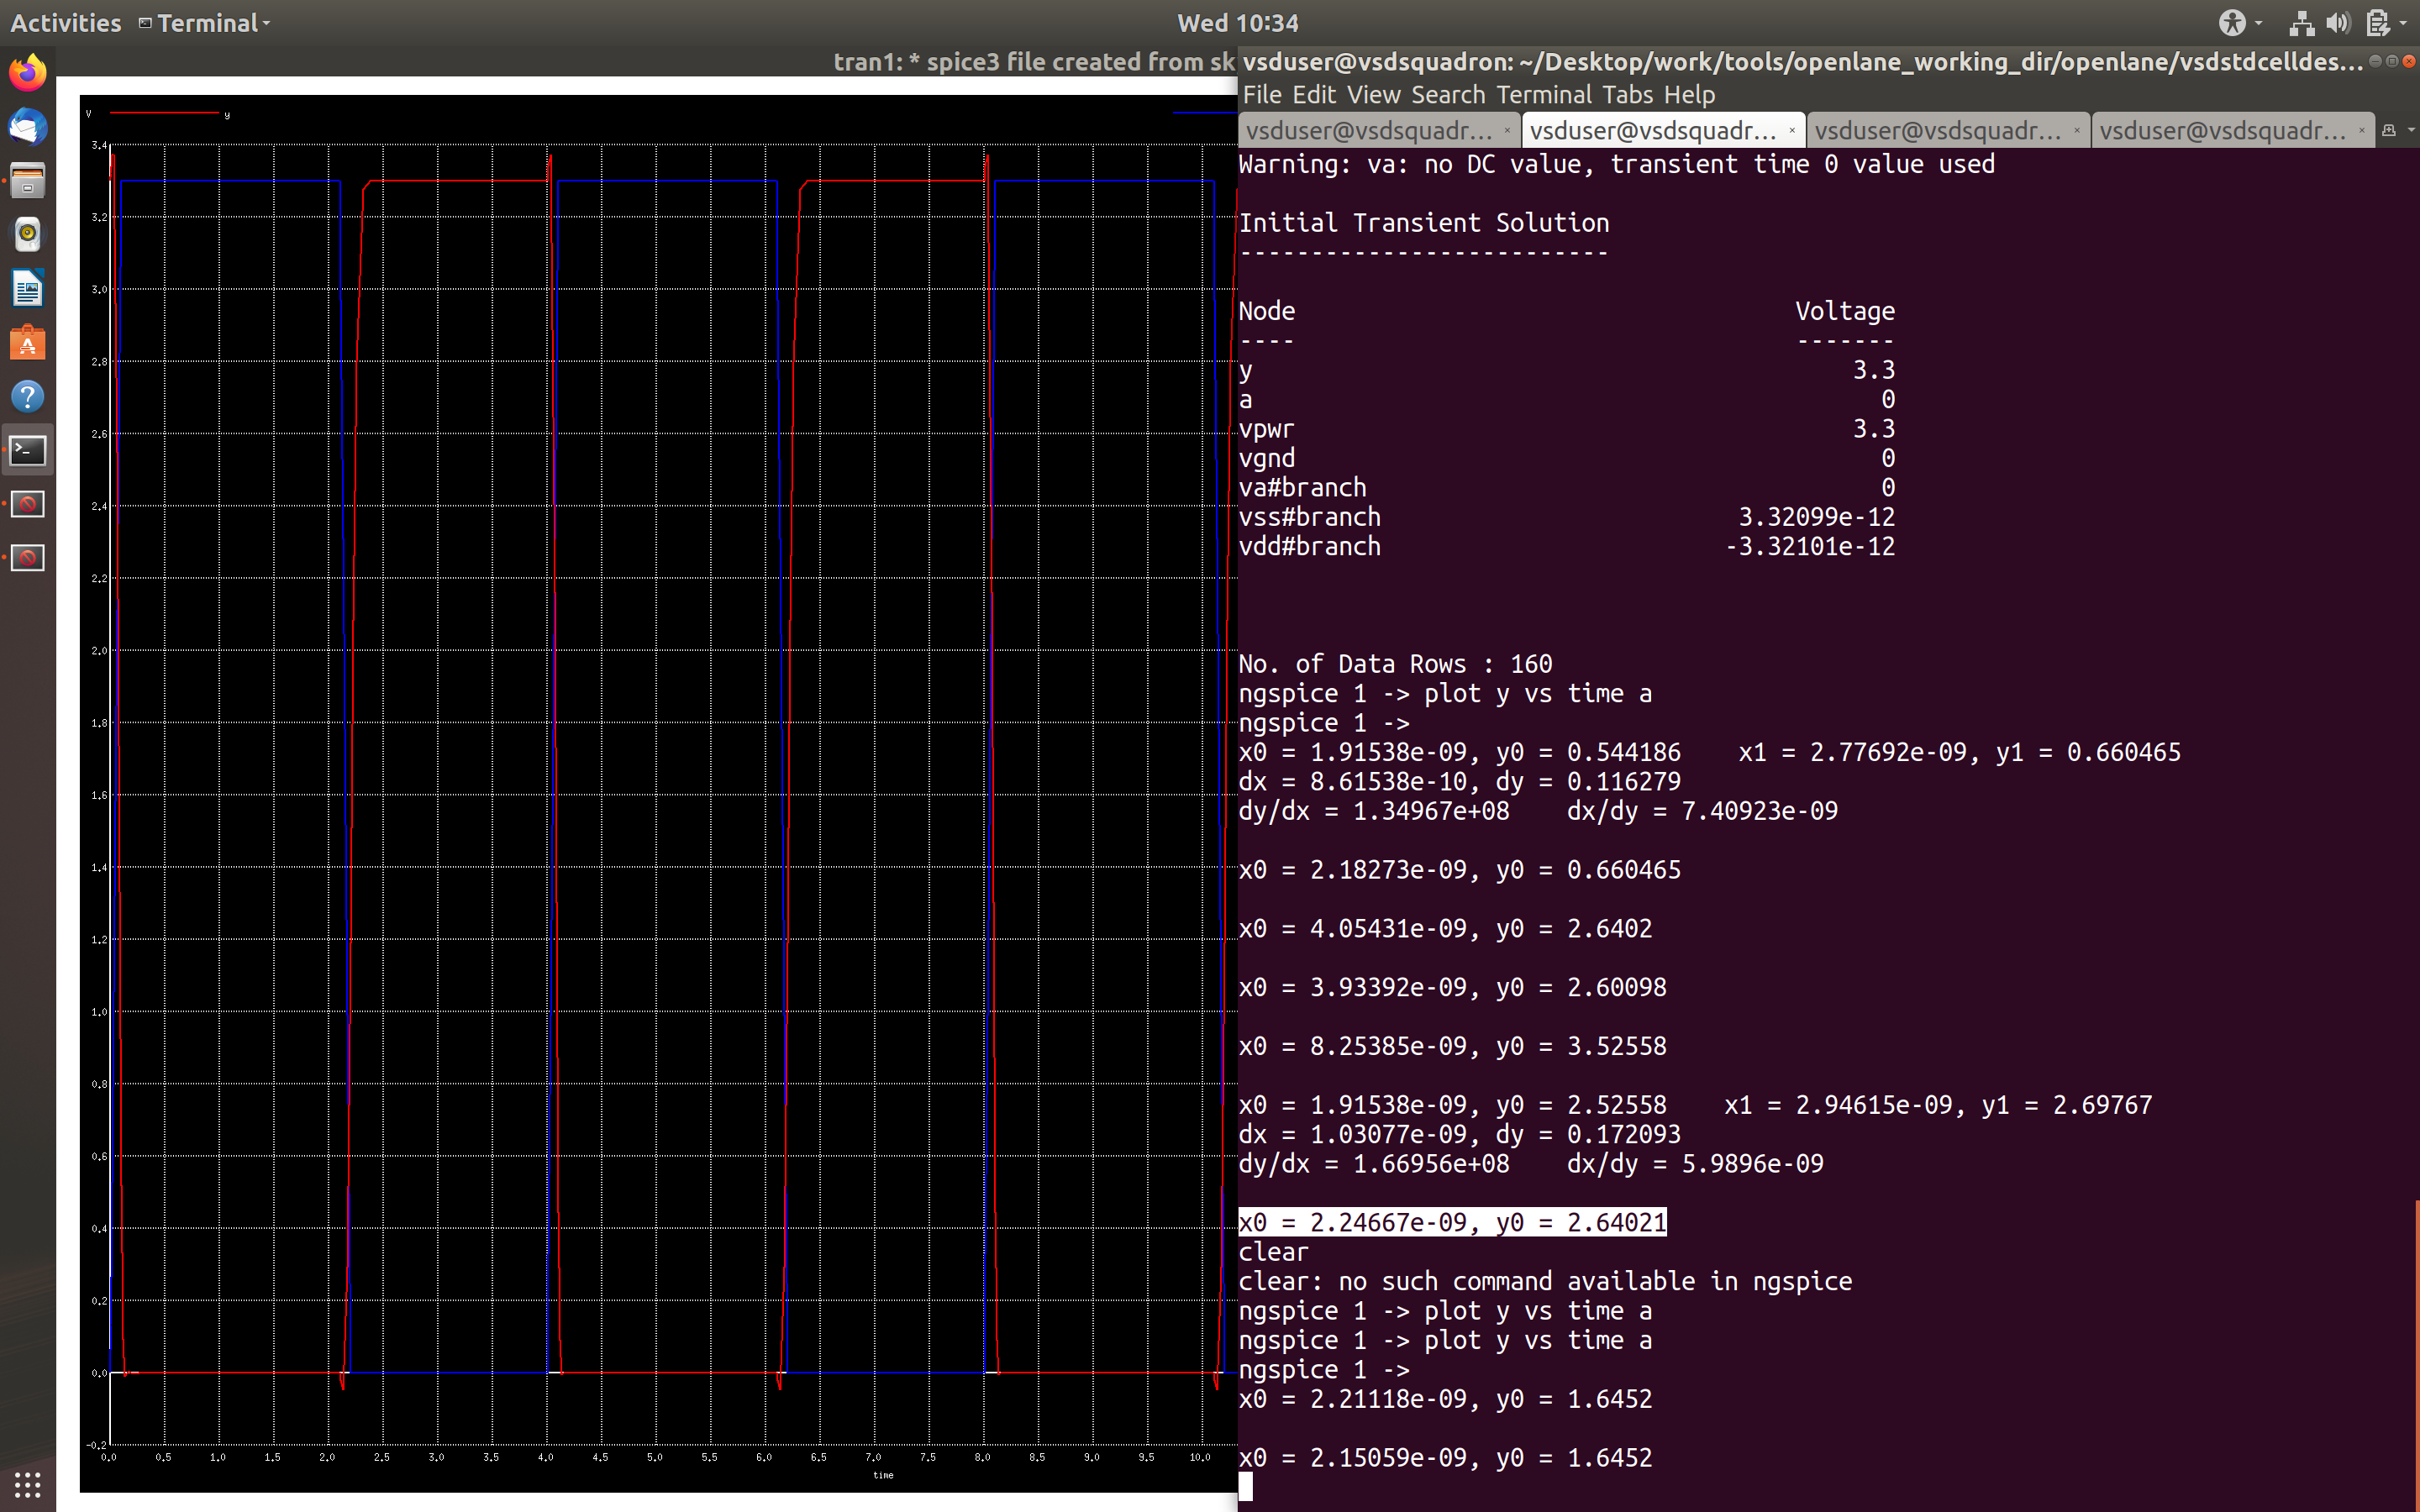 Activities Terminal Wed 10:34
tran1: * spice3 file created from sk
vsduser@vsdsquadron: ~/Desktop/work/tools/openlane_working_dir/openlane/vsdstdcelldes...
File Edit View Search Terminal Tabs Help
vsduser@vsdsquadr... vsduser@vsdsquadr... vsduser@vsdsquadr... vsduser@vsdsquadr...
V y
3.4
3.2
3.0
2.8
2.6
2.4
2.2
2.0
1.8
1.6
1.4
1.2
1.0
0.8
0.6
0.4
0.2
0.0
-0.2
0.0 0.5 1.0 1.5 2.0 2.5 3.0 3.5 4.0 4.5 5.0 5.5 6.0 6.5 7.0 7.5 8.0 8.5 9.0 9.5 10.0
time
Warning: va: no DC value, transient time 0 value used
Initial Transient Solution
--------------------------
Node Voltage
---- -------
y 3.3
a 0
vpwr 3.3
vgnd 0
va#branch 0
vss#branch 3.32099e-12
vdd#branch -3.32101e-12
No. of Data Rows : 160
ngspice 1 -> plot y vs time a
ngspice 1 ->
x0 = 1.91538e-09, y0 = 0.544186 x1 = 2.77692e-09, y1 = 0.660465
dx = 8.61538e-10, dy = 0.116279
dy/dx = 1.34967e+08 dx/dy = 7.40923e-09
x0 = 2.18273e-09, y0 = 0.660465
x0 = 4.05431e-09, y0 = 2.6402
x0 = 3.93392e-09, y0 = 2.60098
x0 = 8.25385e-09, y0 = 3.52558
x0 = 1.91538e-09, y0 = 2.52558 x1 = 2.94615e-09, y1 = 2.69767
dx = 1.03077e-09, dy = 0.172093
dy/dx = 1.66956e+08 dx/dy = 5.9896e-09
x0 = 2.24667e-09, y0 = 2.64021
clear
clear: no such command available in ngspice
ngspice 1 -> plot y vs time a
ngspice 1 -> plot y vs time a
ngspice 1 ->
x0 = 2.21118e-09, y0 = 1.6452
x0 = 2.15059e-09, y0 = 1.6452